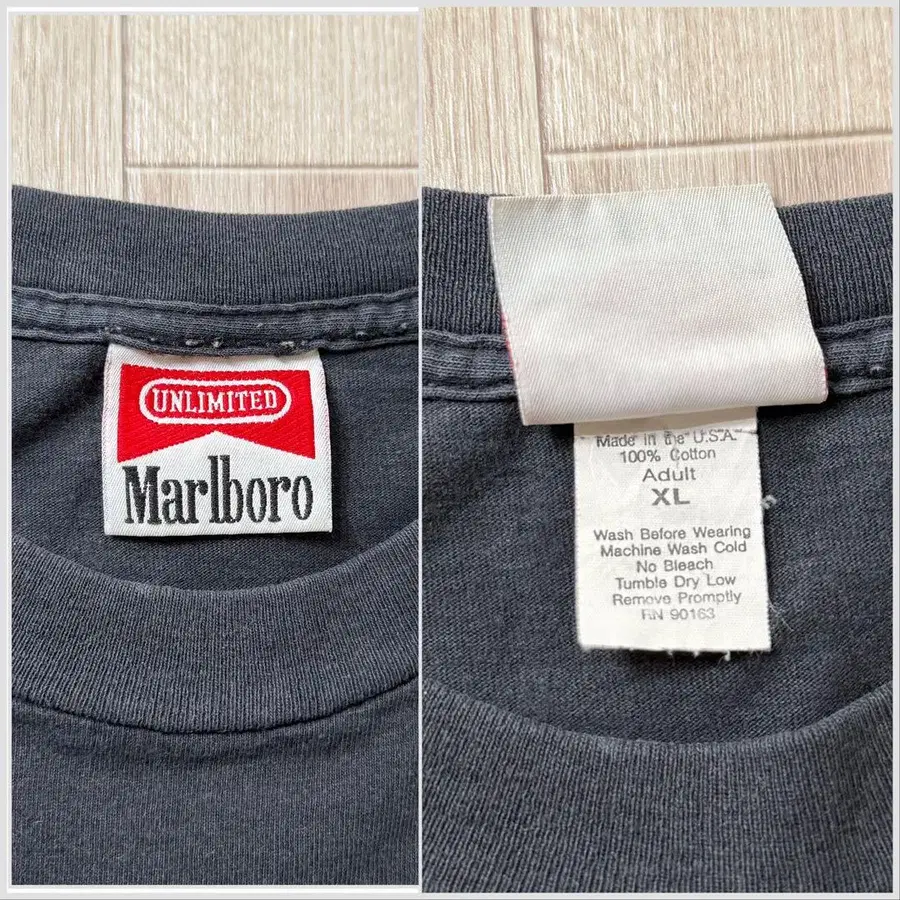 UNLIMITED
Marlboro
Made in the U.S.A.
100% Cotton
Adult
XL
Wash Before Wearing
Machine Wash Cold
No Bleach
Tumble Dry Low
Remove Promptly
RN 90163